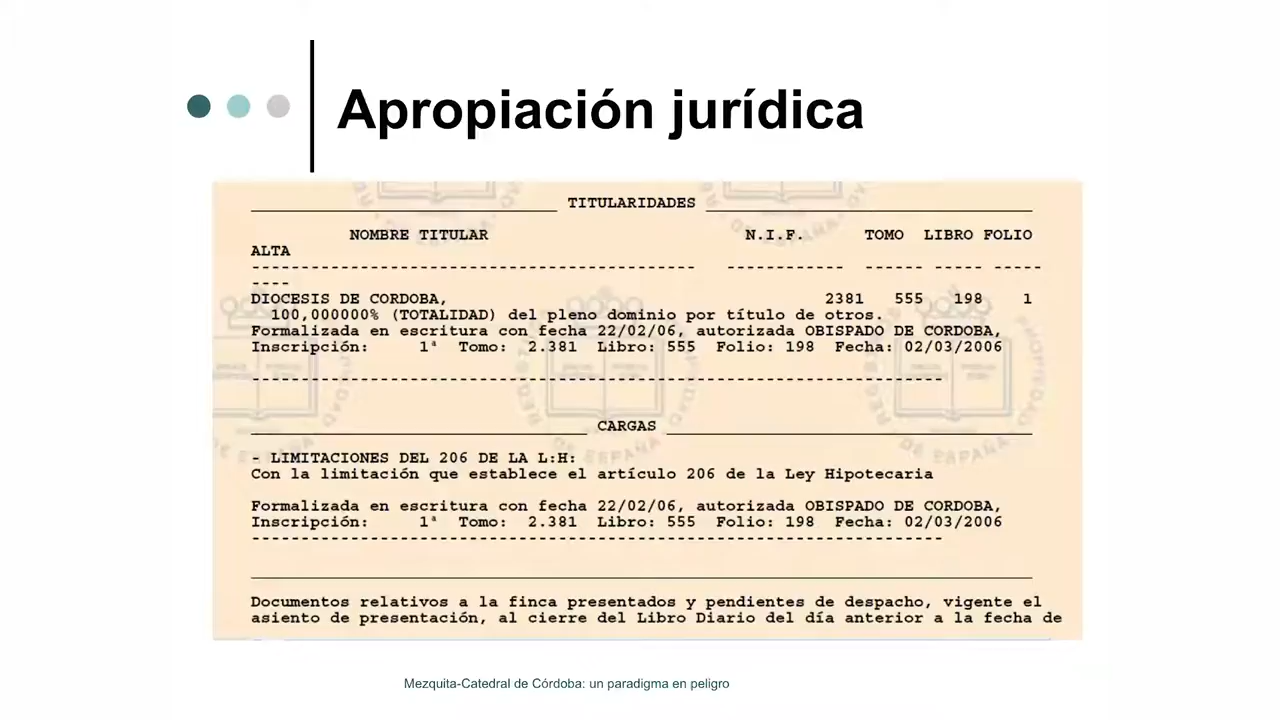 Apropiación jurídica
TITULARIDADES
NOMBRE TITULAR N.I.F. TOMO LIBRO FOLIO
ALTA
DIOCESIS DE CORDOBA, 2381 555 198 1
100,000000% (TOTALIDAD) del pleno dominio por título de otros.
Formalizada en escritura con fecha 22/02/06, autorizada OBISPADO DE CORDOBA,
Inscripción: 1ª Tomo: 2.381 Libro: 555 Folio: 198 Fecha: 02/03/2006
CARGAS
- LIMITACIONES DEL 206 DE LA L:H:
Con la limitación que establece el artículo 206 de la Ley Hipotecaria
Formalizada en escritura con fecha 22/02/06, autorizada OBISPADO DE CORDOBA,
Inscripción: 1ª Tomo: 2.381 Libro: 555 Folio: 198 Fecha: 02/03/2006
Documentos relativos a la finca presentados y pendientes de despacho, vigente el
asiento de presentación, al cierre del Libro Diario del día anterior a la fecha de
Mezquita-Catedral de Córdoba: un paradigma en peligro